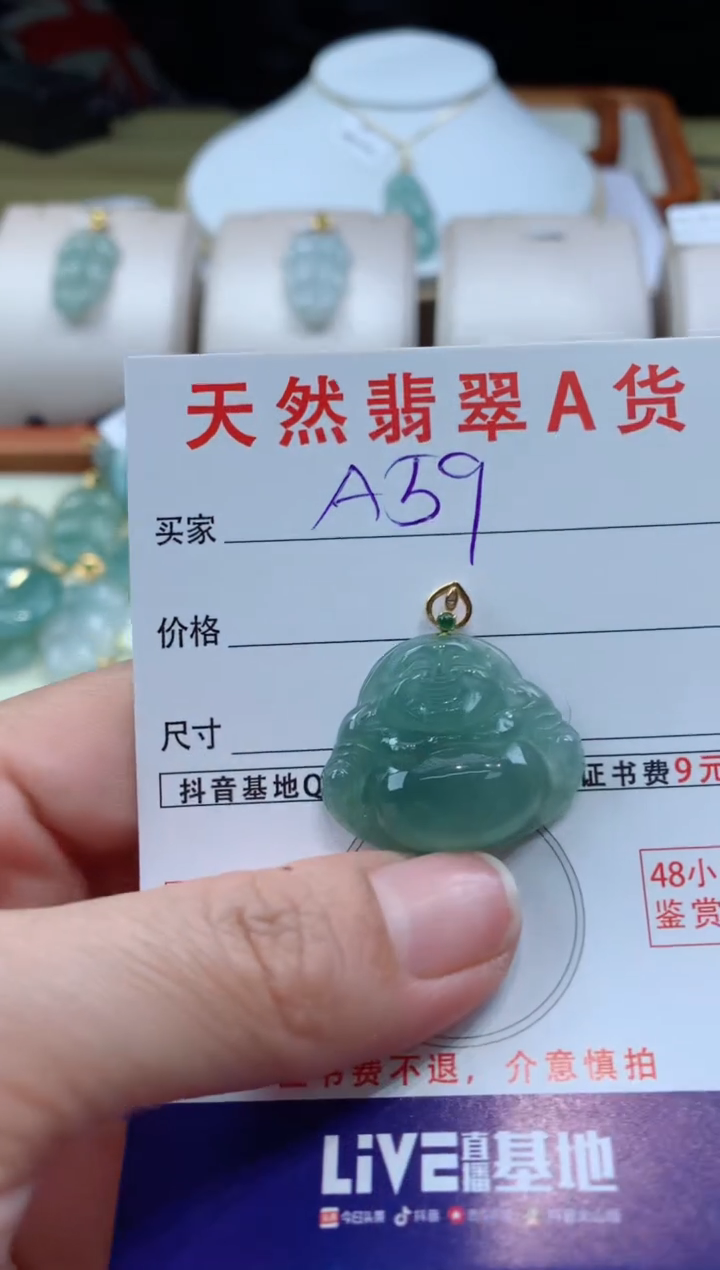 天然翡翠A货
买家 A39
价格
尺寸
抖音基地Q 证书费9元
48小
鉴赏
书费不退，介意慎拍
LIVE直播基地
今日头条 抖音